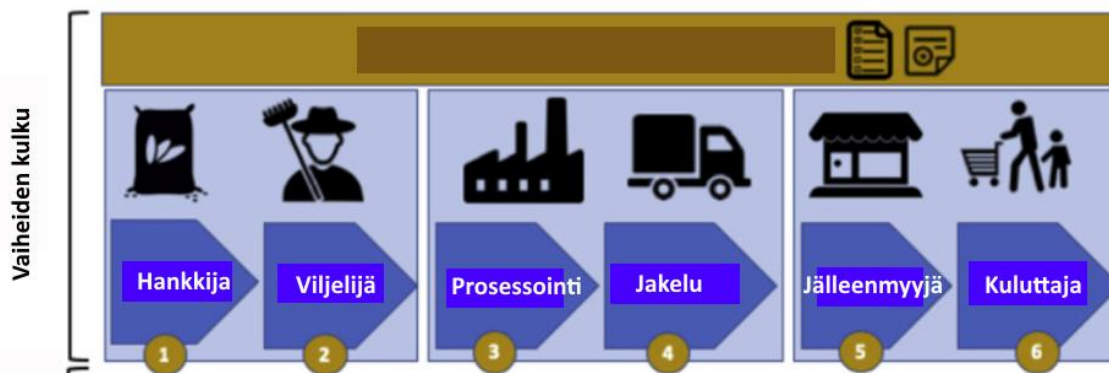 Vaiheiden kulku
Hankkija
Viljelijä
Prosessointi
Jakelu
Jälleenmyyjä
Kuluttaja
1
2
3
4
5
6